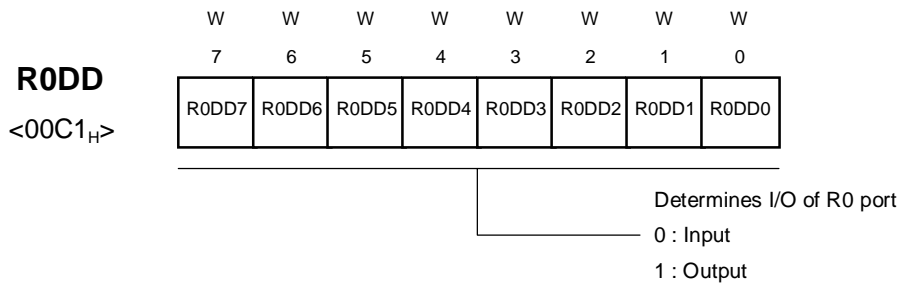 W W W W W W W W
7 6 5 4 3 2 1 0
R0DD
R0DD7 R0DD6 R0DD5 R0DD4 R0DD3 R0DD2 R0DD1 R0DD0
<00C1H>
Determines I/O of R0 port
0 : Input
1 : Output